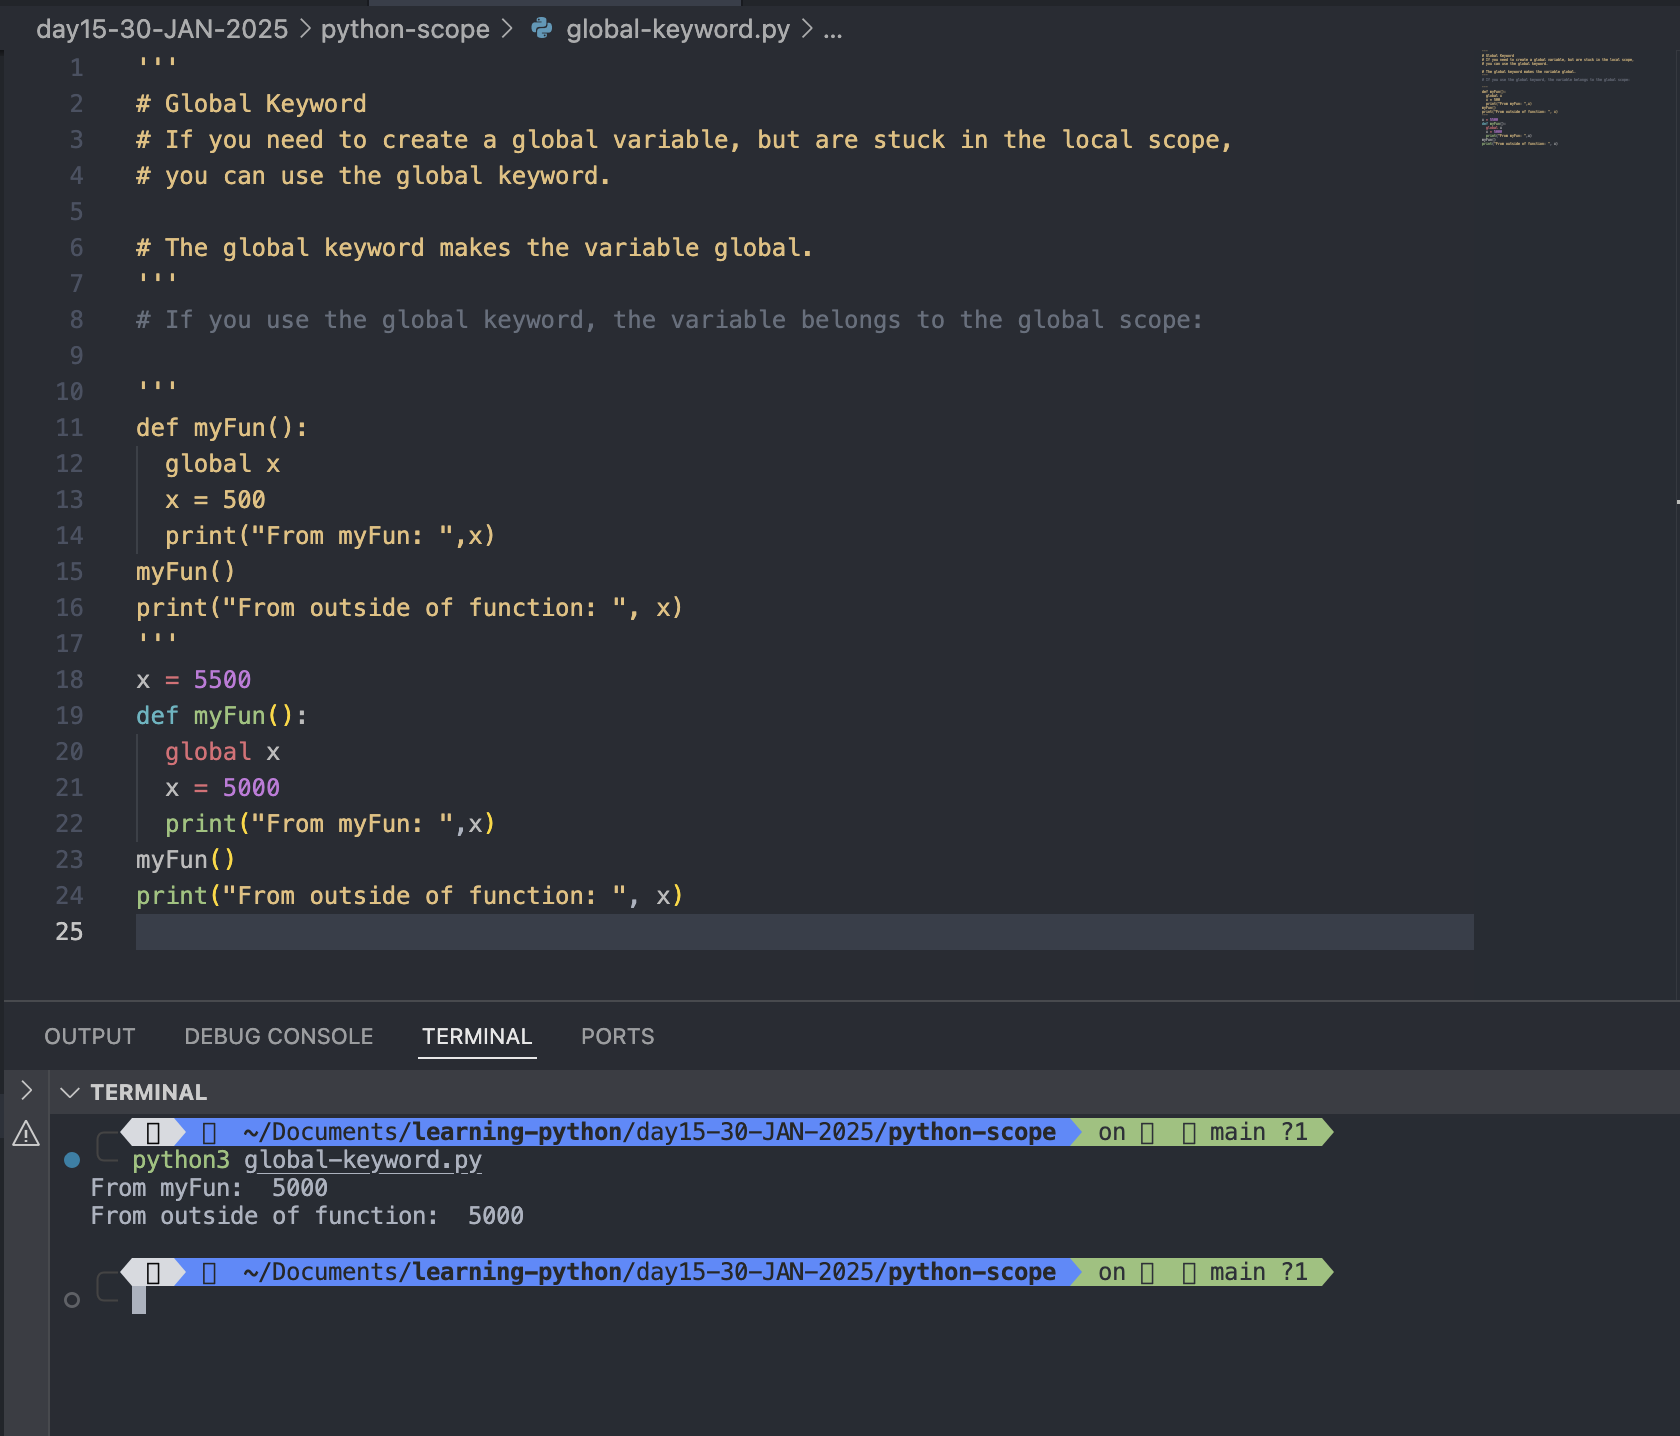 day15-30-JAN-2025 > python-scope > global-keyword.py > ...
1 '''
2 # Global Keyword
3 # If you need to create a global variable, but are stuck in the local scope,
4 # you can use the global keyword.
5
6 # The global keyword makes the variable global.
7 '''
8 # If you use the global keyword, the variable belongs to the global scope:
9
10 '''
11 def myFun():
12   global x
13   x = 500
14   print("From myFun: ",x)
15 myFun()
16 print("From outside of function: ", x)
17 '''
18 x = 5500
19 def myFun():
20   global x
21   x = 5000
22   print("From myFun: ",x)
23 myFun()
24 print("From outside of function: ", x)
25
OUTPUT DEBUG CONSOLE TERMINAL PORTS
TERMINAL
~/Documents/learning-python/day15-30-JAN-2025/python-scope on main ?1
python3 global-keyword.py
From myFun:  5000
From outside of function:  5000
~/Documents/learning-python/day15-30-JAN-2025/python-scope on main ?1